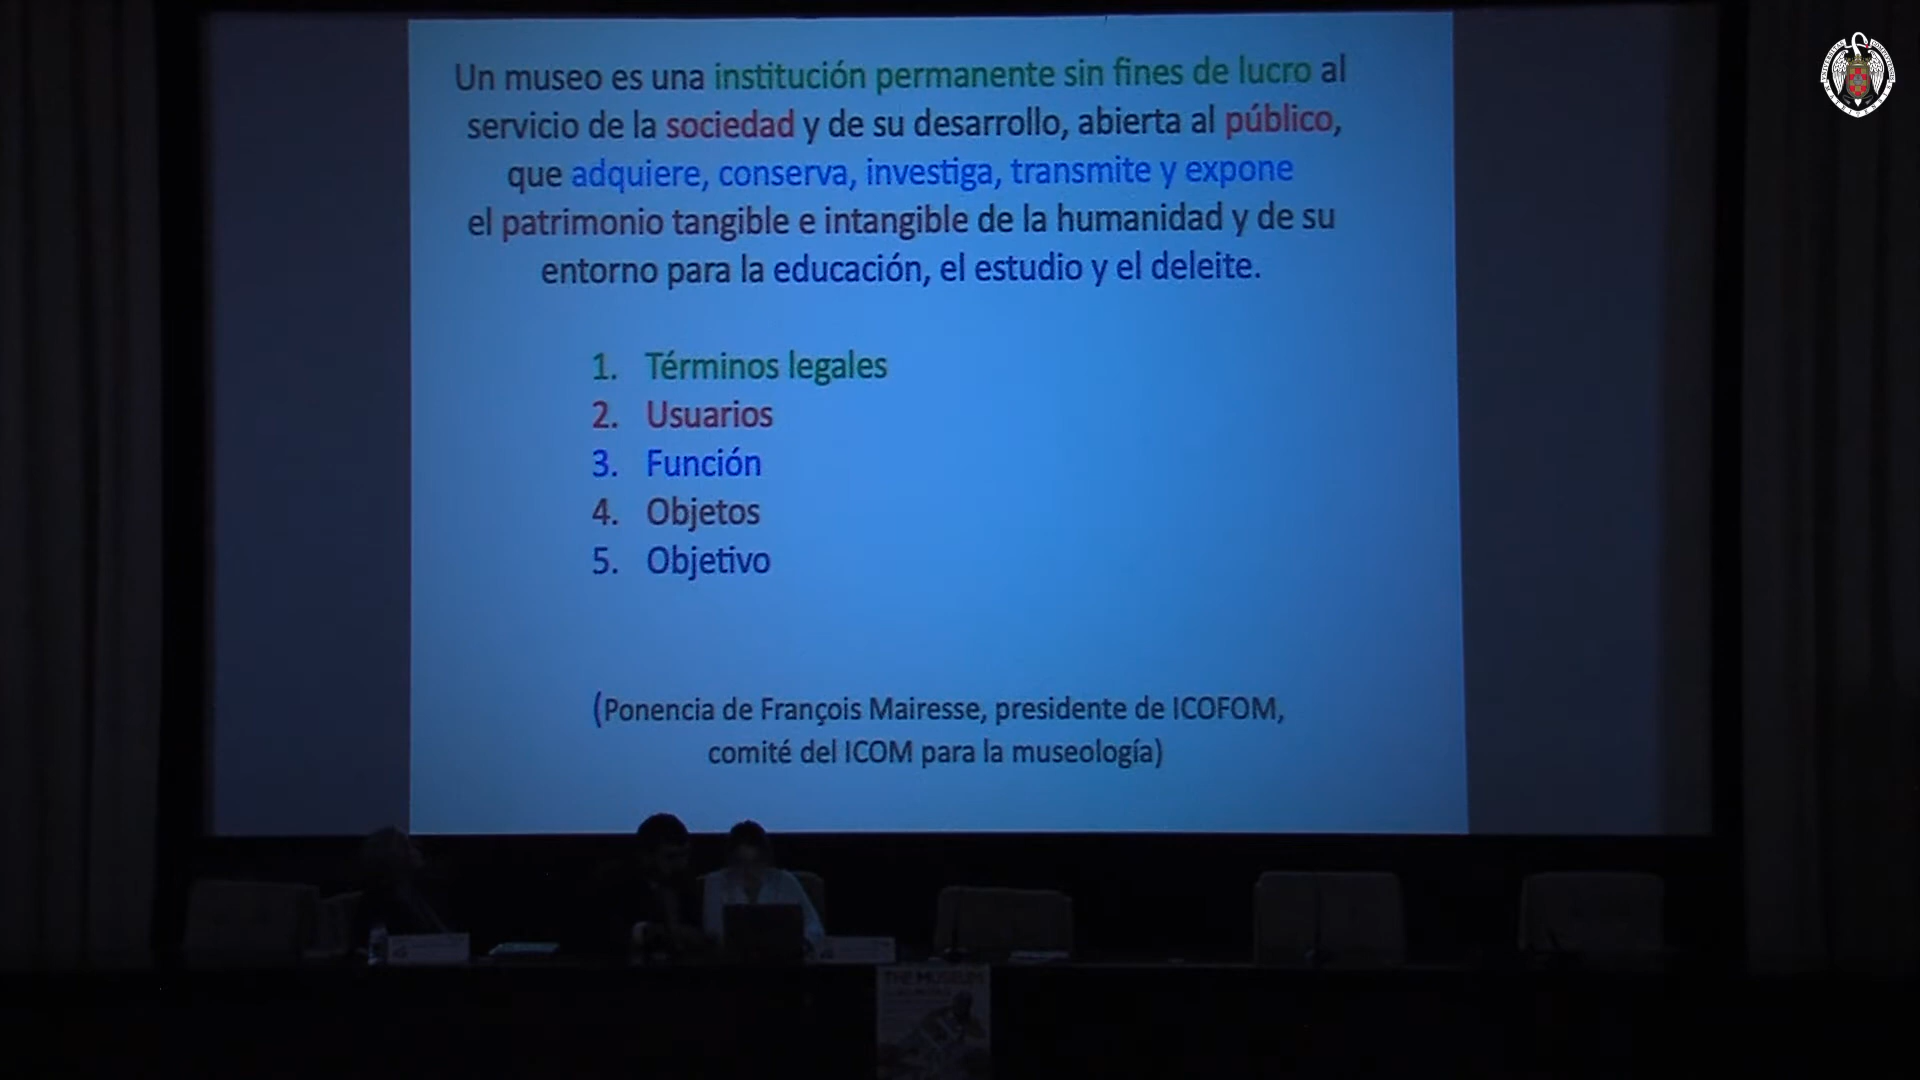 Un museo es una institución permanente sin fines de lucro al
servicio de la sociedad y de su desarrollo, abierta al público,
que adquiere, conserva, investiga, transmite y expone
el patrimonio tangible e intangible de la humanidad y de su
entorno para la educación, el estudio y el deleite.
1. Términos legales
2. Usuarios
3. Función
4. Objetos
5. Objetivo
(Ponencia de François Mairesse, presidente de ICOFOM,
comité del ICOM para la museología)
THE MUSEUM